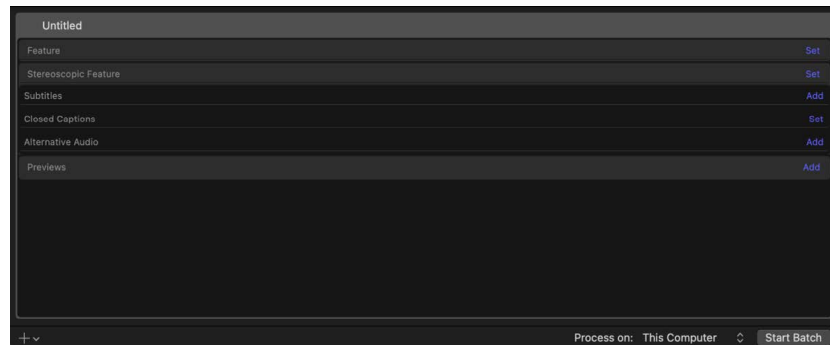 Untitled
Feature Set
Stereoscopic Feature Set
Subtitles Add
Closed Captions Set
Alternative Audio Add
Previews Add
Process on: This Computer Start Batch